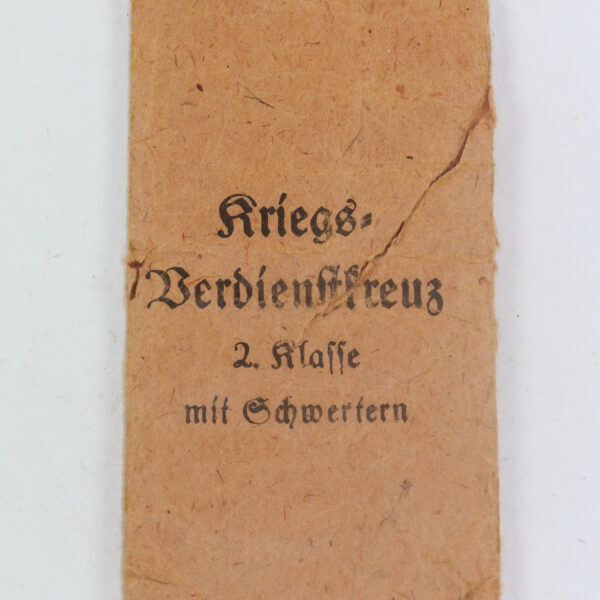 Kriegs-
Verdienstkreuz
2. Klasse
mit Schwertern